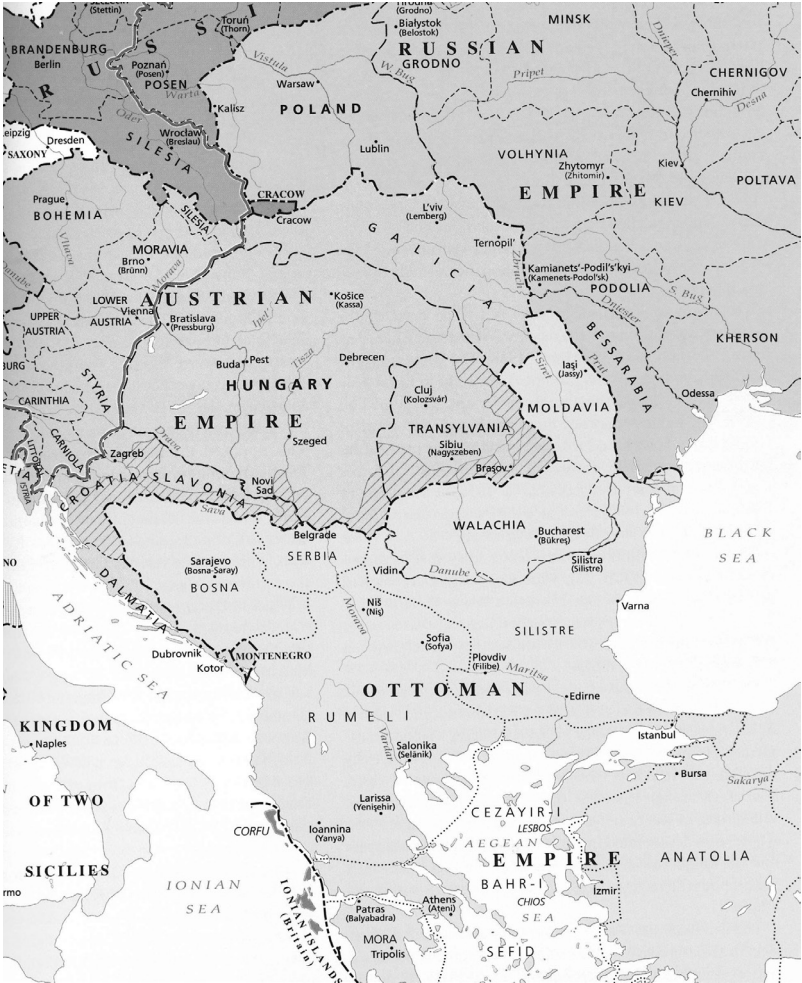 (Stettin)
Toruń
(Thorn)
Hrodna
(Grodno)
Białystok
(Belostok)
MINSK
Dnieper
BRANDENBURG
Berlin
RUSSI
Poznań
(Posen)
POSEN
Warta
Vistula
Warsaw
W. Bug
RUSSIAN
GRODNO
Pripet
CHERNIGOV
Chernihiv
Desna
Kalisz
POLAND
Oder
Leipzig
Dresden
SAXONY
Wrocław
(Breslau)
SILESIA
Lublin
VOLHYNIA
Zhytomyr
(Zhitomir)
Kiev
EMPIRE
KIEV
POLTAVA
Prague
BOHEMIA
CRACOW
Cracow
SILESIA
L'viv
(Lemberg)
Ternopil'
GALICIA
Zbruch
Vltava
MORAVIA
Brno
(Brünn)
Morava
Kamianets'-Podil's'kyi
(Kamenets-Podol'sk)
PODOLIA
S. Bug
Danube
LOWER
AUSTRIA
Vienna
UPPER
AUSTRIA
AUSTRIAN
Košice
(Kassa)
Bratislava
(Pressburg)
Ipel'
Dniester
BESSARABIA
KHERSON
BURG
STYRIA
CARINTHIA
Buda
Pest
Tisza
Debrecen
HUNGARY
Siret
Iaşi
(Jassy)
Prut
MOLDAVIA
Odessa
Cluj
(Kolozsvár)
TRANSYLVANIA
EMPIRE
CARNIOLA
LITTORAL
ISTRIA
ETIA
Zagreb
Drava
Szeged
Sibiu
(Nagyszeben)
Braşov
CROATIA-SLAVONIA
Sava
Novi
Sad
Belgrade
SERBIA
WALACHIA
Bucharest
(Bükreş)
BLACK
SEA
NO
Sarajevo
(Bosna-Saray)
BOSNA
Vidin
Danube
Silistra
(Silistre)
DALMATIA
ADRIATIC SEA
Niš
(Niş)
Morava
Varna
Dubrovnik
Kotor
MONTENEGRO
Sofia
(Sofya)
SILISTRE
Plovdiv
(Filibe)
Maritsa
Edirne
OTTOMAN
RUMELI
KINGDOM
Naples
OF TWO
SICILIES
rmo
Vardar
Salonika
(Selânik)
Istanbul
Bursa
Sakarya
Larissa
(Yenişehir)
CORFU
Ioannina
(Yanya)
CEZAYIR-I
LESBOS
AEGEAN
EMPIRE
ANATOLIA
BAHR-I
CHIOS
SEA
İzmir
IONIAN
SEA
IONIAN ISLANDS
(Britain)
Patras
(Balyabadra)
Athens
(Ateni)
MORA
Tripolis
SEFID